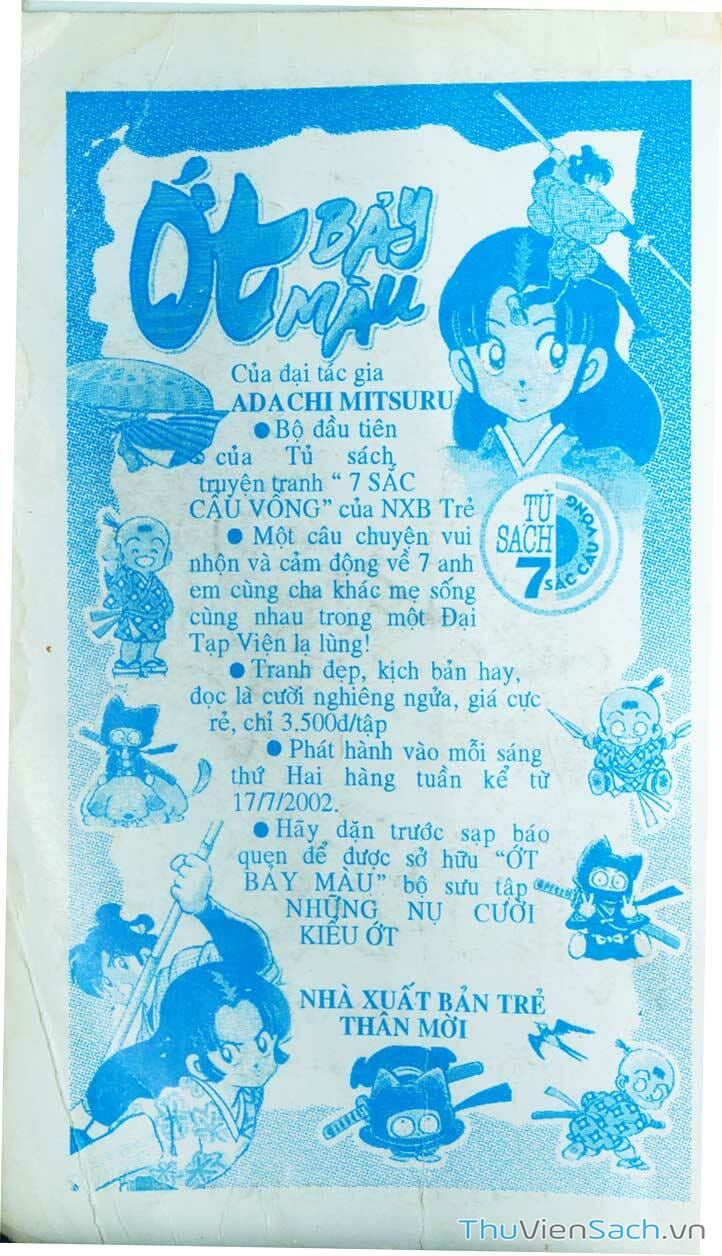 ỚT BẢY
MÀU
Của đại tác gia
ADACHI MITSURU
● Bộ đầu tiên
của Tủ sách
truyện tranh “ 7 SẮC
CẦU VỒNG” của NXB Trẻ
TỦ
SÁCH
7
SẮC CẦU VỒNG
● Một câu chuyện vui
nhộn và cảm động về 7 anh
em cùng cha khác mẹ sống
cùng nhau trong một Đại
Tạp Viện lạ lùng!
● Tranh đẹp, kịch bản hay,
đọc là cười nghiêng ngửa, giá cực
rẻ, chỉ 3.500đ/tập
● Phát hành vào mỗi sáng
thứ Hai hàng tuần kể từ
17/7/2002.
● Hãy dặn trước sạp báo
quen để được sở hữu “ỚT
BẢY MÀU” bộ sưu tập
NHỮNG NỤ CƯỜI
KIỂU ỚT
NHÀ XUẤT BẢN TRẺ
THÂN MỜI
ThuVienSach.vn